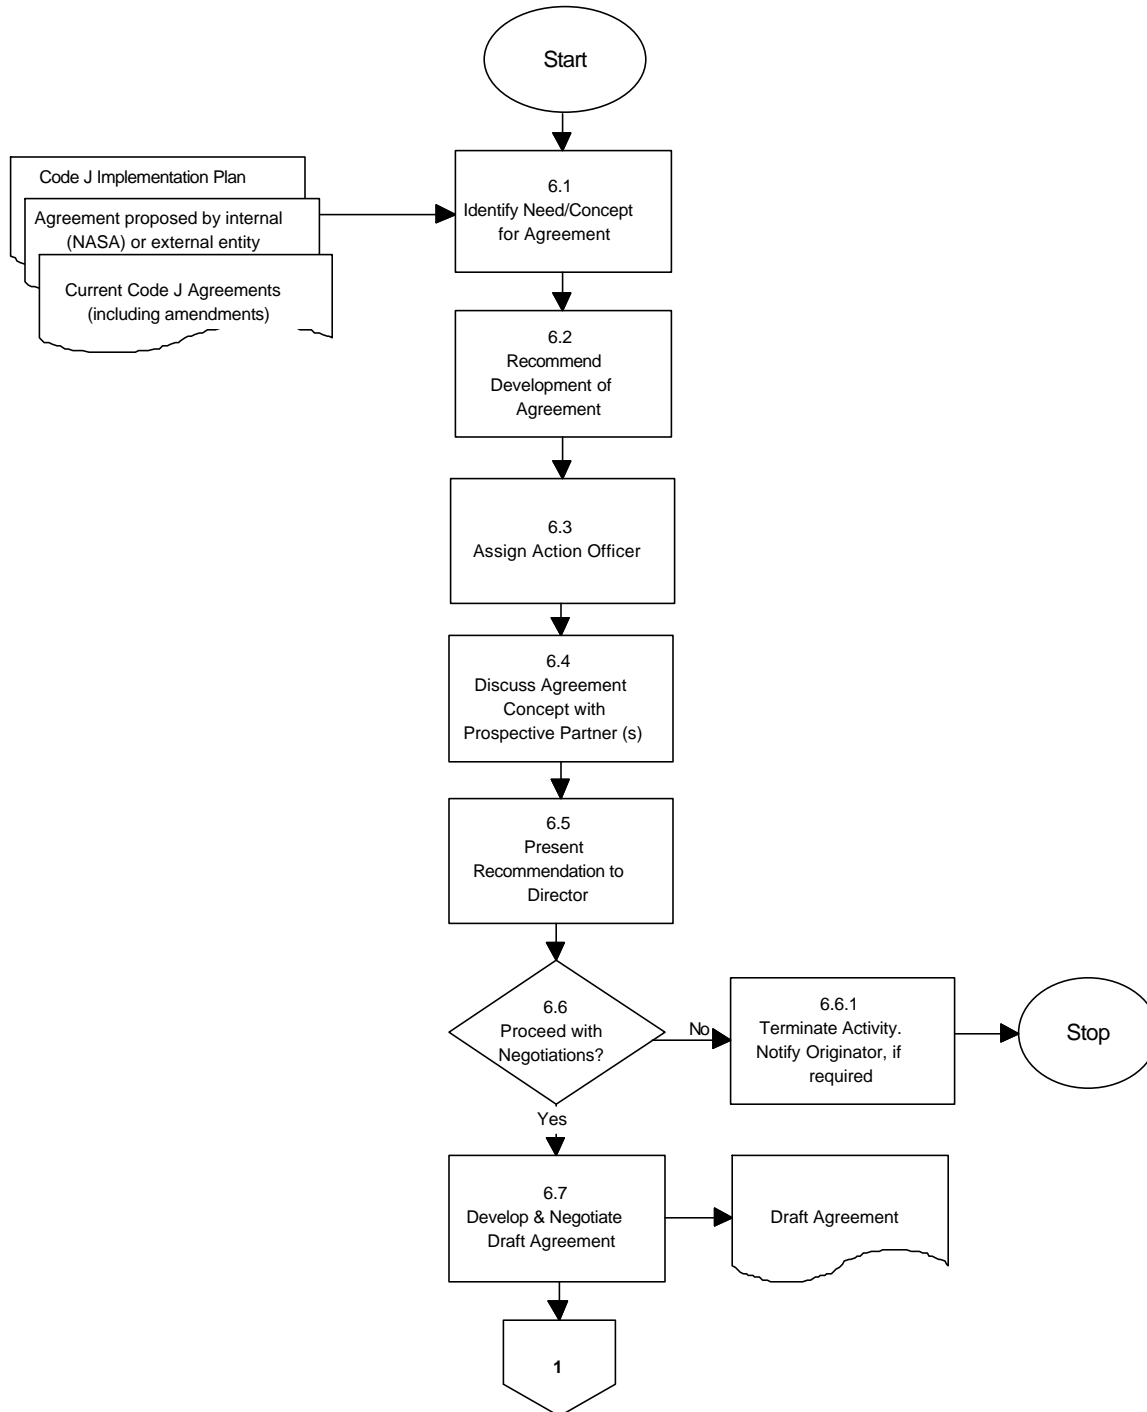 Start
Code J Implementation Plan
Agreement proposed by internal
(NASA) or external entity
Current Code J Agreements
(including amendments)
6.1
Identify Need/Concept
for Agreement
6.2
Recommend
Development of
Agreement
6.3
Assign Action Officer
6.4
Discuss Agreement
Concept with
Prospective Partner (s)
6.5
Present
Recommendation to
Director
6.6
Proceed with
Negotiations?
No
6.6.1
Terminate Activity.
Notify Originator, if
required
Stop
Yes
6.7
Develop & Negotiate
Draft Agreement
Draft Agreement
1